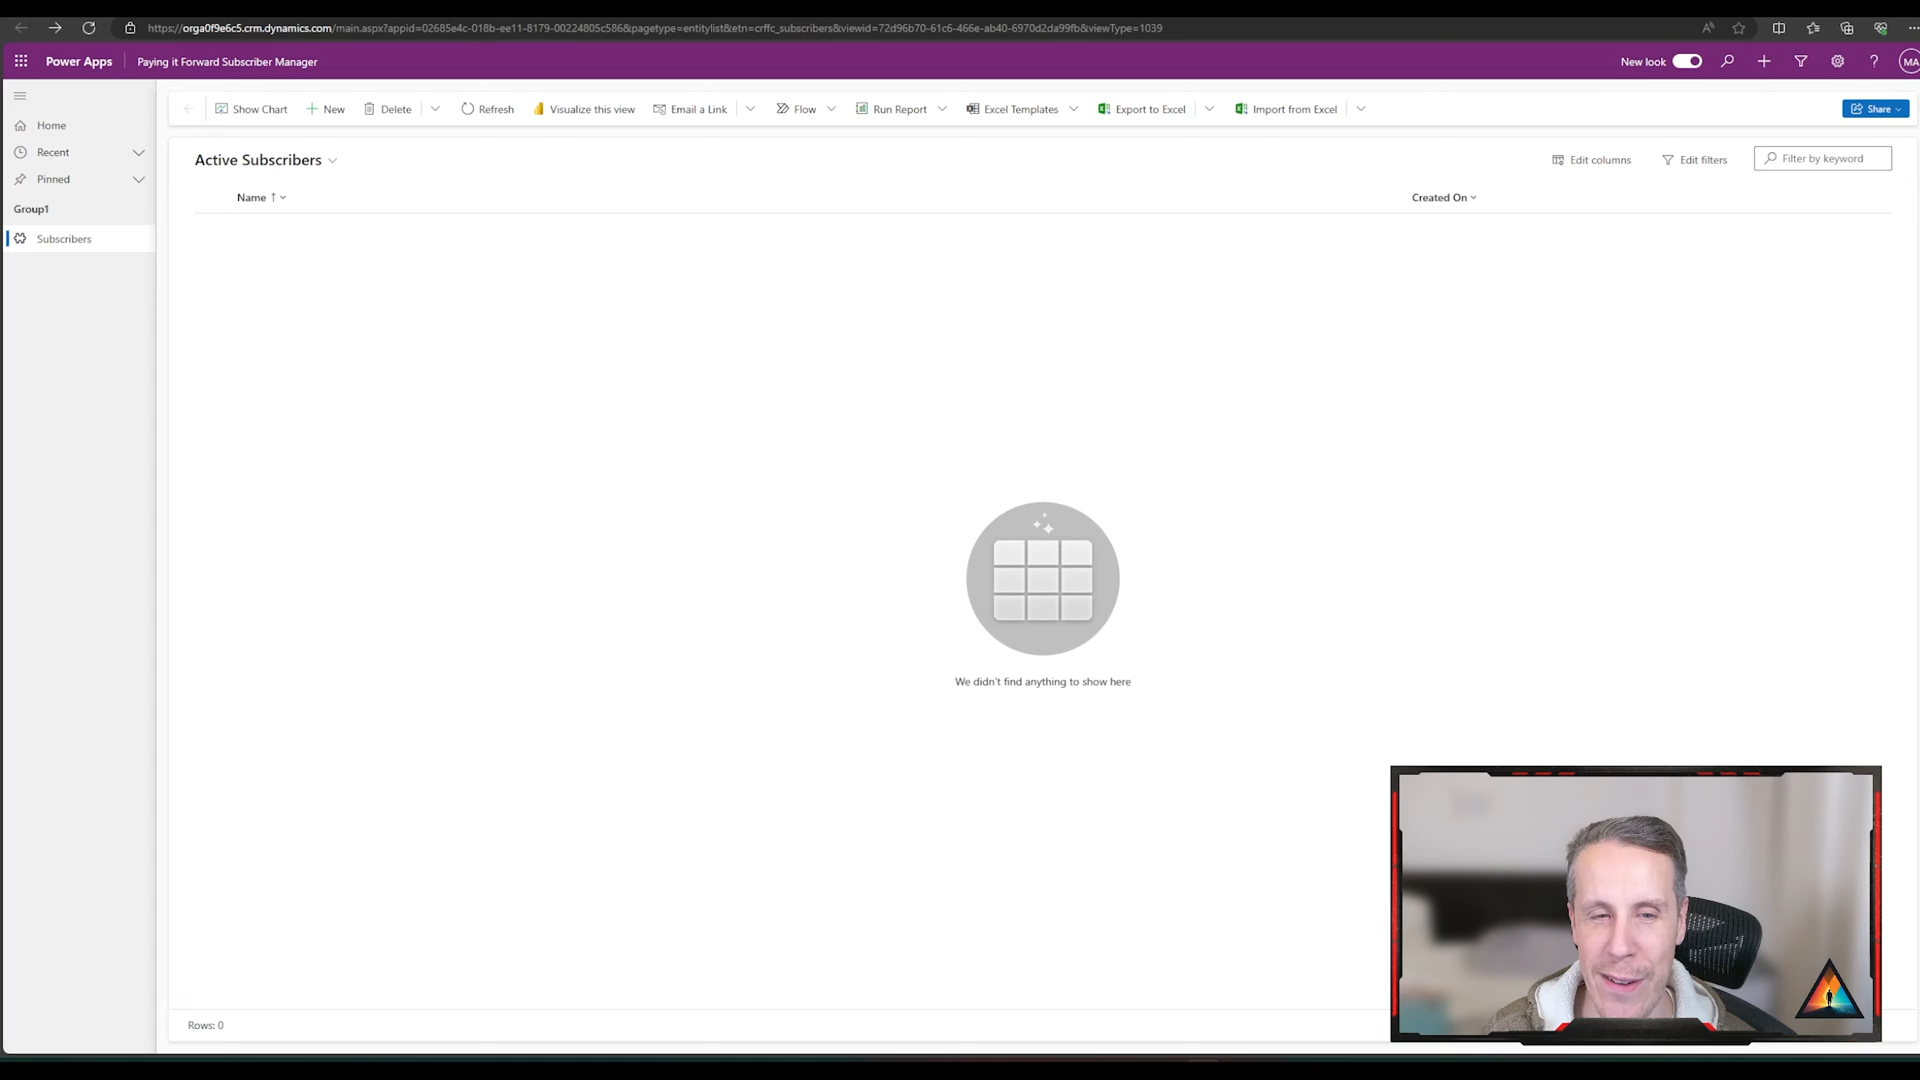 https://orga0f9e6c5.crm.dynamics.com/main.aspx?appid=02685e4c-018b-ee11-8179-00224805c586&pagetype=entitylist&etn=crffc_subscribers&viewid=72d96b70-61c6-466e-ab40-6970d2da99fb&viewType=1039
Power Apps Paying it Forward Subscriber Manager New look MA
Show Chart New Delete Refresh Visualize this view Email a Link Flow Run Report Excel Templates Export to Excel Import from Excel Share
Home
Recent
Pinned
Group1
Subscribers
Active Subscribers Edit columns Edit filters Filter by keyword
Name ↑ Created On
We didn't find anything to show here
Rows: 0